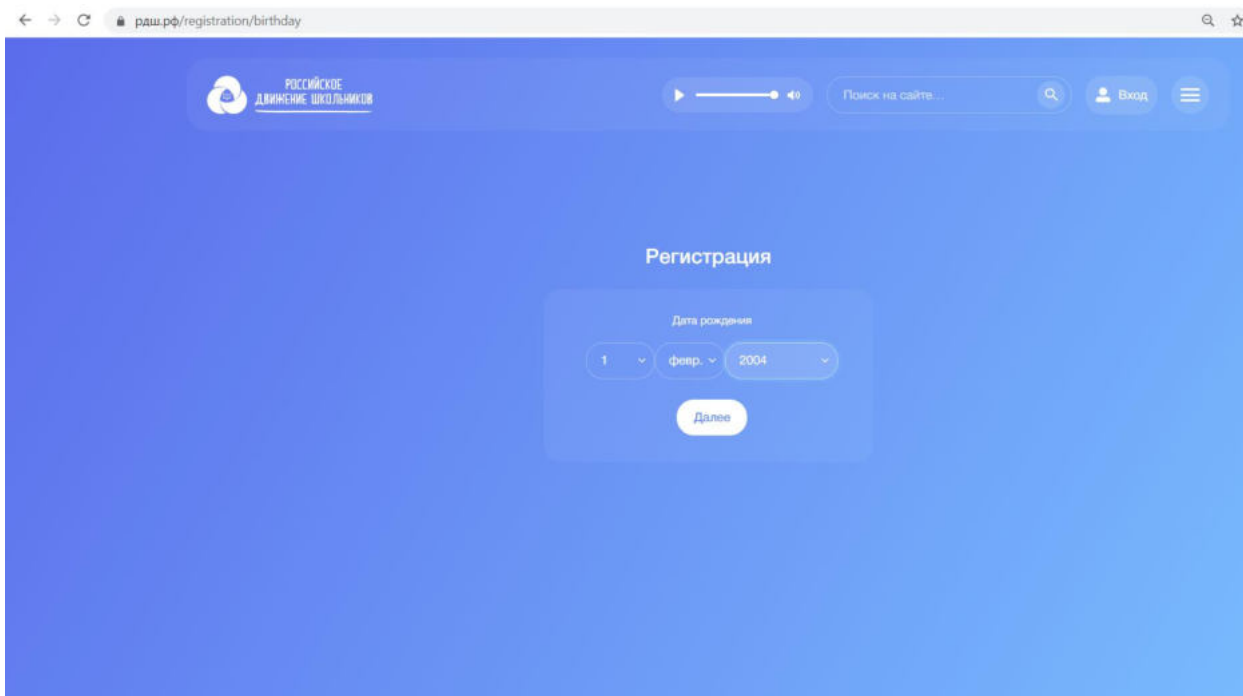 рдш.рф/registration/birthday
РОССИЙСКОЕ
ДВИЖЕНИЕ ШКОЛЬНИКОВ
Поиск на сайте...
Вход
Регистрация
Дата рождения
1 февр. 2004
Далее